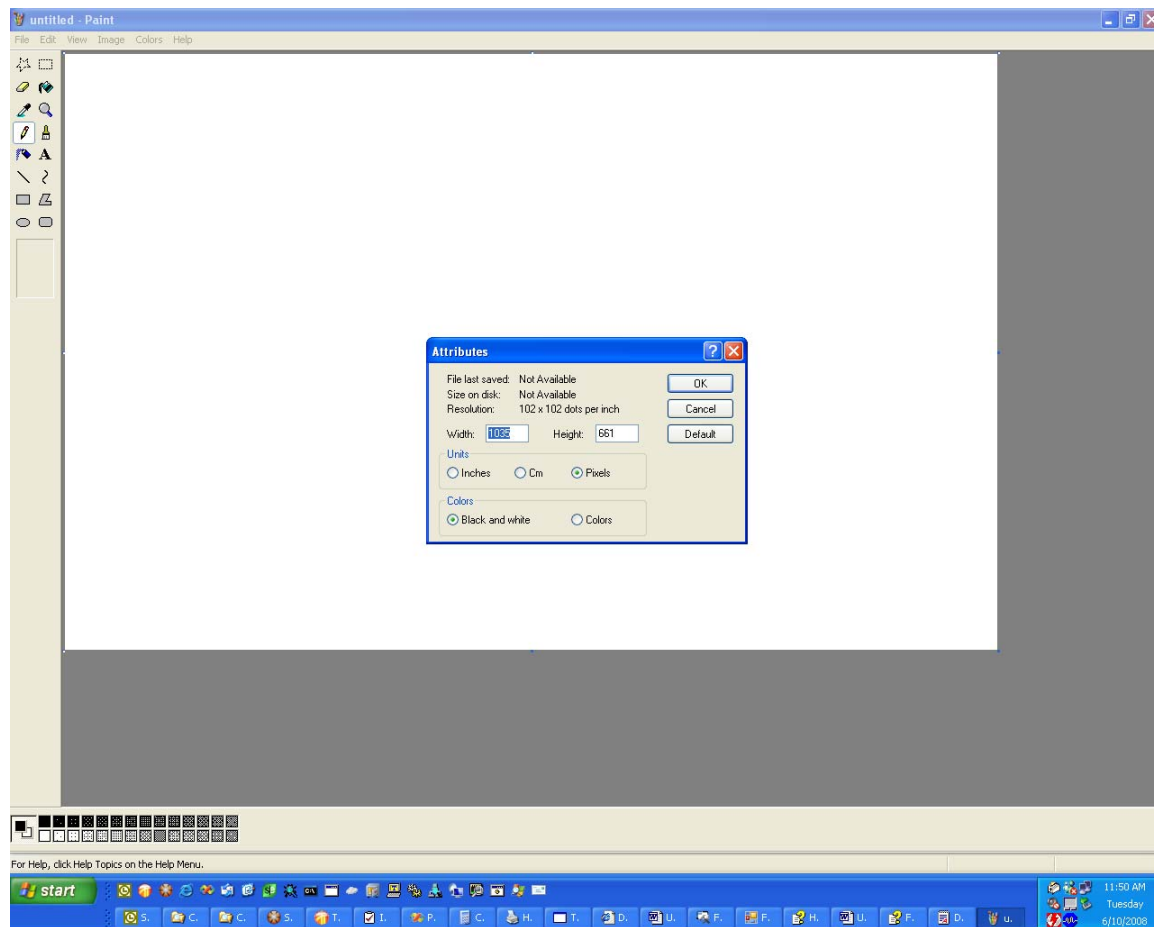 untitled - Paint
File Edit View Image Colors Help
A
Attributes
File last saved: Not Available
Size on disk: Not Available
Resolution: 102 x 102 dots per inch
Width: 1035 Height: 661
Units
Inches Cm Pixels
Colors
Black and white Colors
OK
Cancel
Default
For Help, click Help Topics on the Help Menu.
start
11:50 AM
Tuesday
6/10/2008
S. C. C. S. T. I. P. C. H. T. D. U. F. F. H. U. F. D. u.